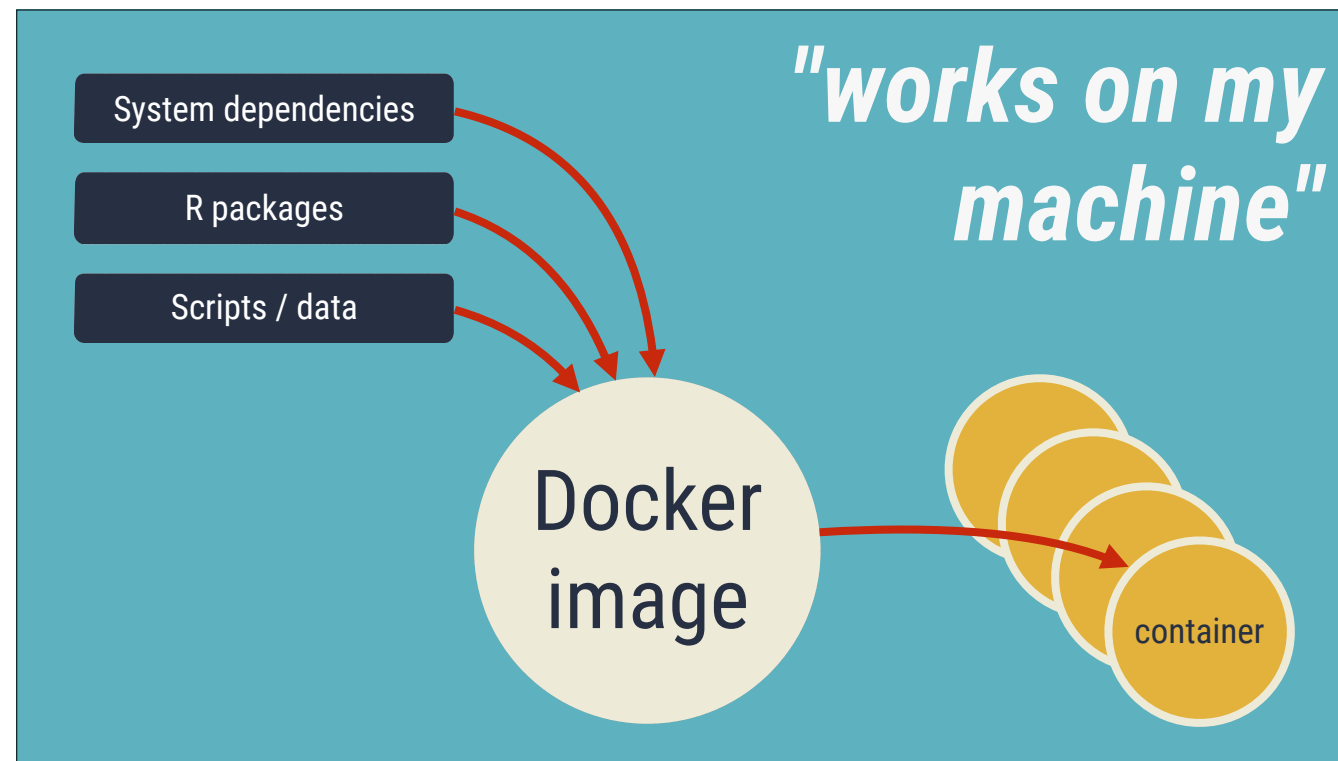 "works on my
machine"
System dependencies
R packages
Scripts / data
Docker
image
container